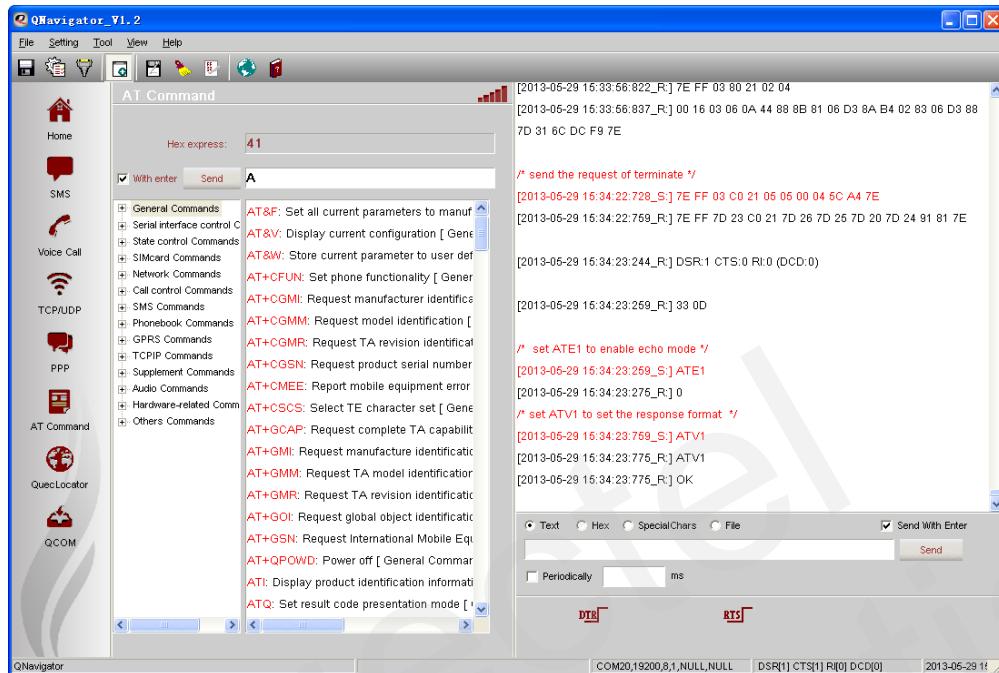 QNavigator_V1.2
File Setting Tool View Help
Home
SMS
Voice Call
TCP/UDP
PPP
AT Command
QuecLocator
QCOM
AT Command
Hex express: 41
With enter Send A
General Commands
Serial interface control C
State control Commands
SIMcard Commands
Network Commands
Call control Commands
SMS Commands
Phonebook Commands
GPRS Commands
TCPIP Commands
Supplement Commands
Audio Commands
Hardware-related Comm
Others Commands
AT&F: Set all current parameters to manuf
AT&V: Display current configuration [ Gene
AT&W: Store current parameter to user def
AT+CFUN: Set phone functionality [ Gener
AT+CGMI: Request manufacturer identifica
AT+CGMM: Request model identification [
AT+CGMR: Request TA revision identificat
AT+CGSN: Request product serial number
AT+CMEE: Report mobile equipment error
AT+CSCS: Select TE character set [ Gene
AT+GCAP: Request complete TA capabilit
AT+GMI: Request manufacture identificatic
AT+GMM: Request TA model identification
AT+GMR: Request TA revision identificatic
AT+GOI: Request global object identificatic
AT+GSN: Request International Mobile Equ
AT+QPOWD: Power off [ General Commar
ATI: Display product identification informati
ATQ: Set result code presentation mode [
[2013-05-29 15:33:56:822_R:] 7E FF 03 80 21 02 04
[2013-05-29 15:33:56:837_R:] 00 16 03 06 0A 44 88 8B 81 06 D3 8A B4 02 83 06 D3 88
7D 31 6C DC F9 7E
/* send the request of terminate */
[2013-05-29 15:34:22:728_S:] 7E FF 03 C0 21 05 05 00 04 5C A4 7E
[2013-05-29 15:34:22:759_R:] 7E FF 7D 23 C0 21 7D 26 7D 25 7D 20 7D 24 91 81 7E
[2013-05-29 15:34:23:244_R:] DSR:1 CTS:0 RI:0 (DCD:0)
[2013-05-29 15:34:23:259_R:] 33 0D
/* set ATE1 to enable echo mode */
[2013-05-29 15:34:23:259_S:] ATE1
[2013-05-29 15:34:23:275_R:] 0
/* set ATV1 to set the response format */
[2013-05-29 15:34:23:759_S:] ATV1
[2013-05-29 15:34:23:775_R:] ATV1
[2013-05-29 15:34:23:775_R:] OK
Text Hex SpecialChars File Send With Enter
Send
Periodically ms
DTR RTS
QNavigator COM20,19200,8,1,NULL,NULL DSR[1] CTS[1] RI[0] DCD[0] 2013-05-29